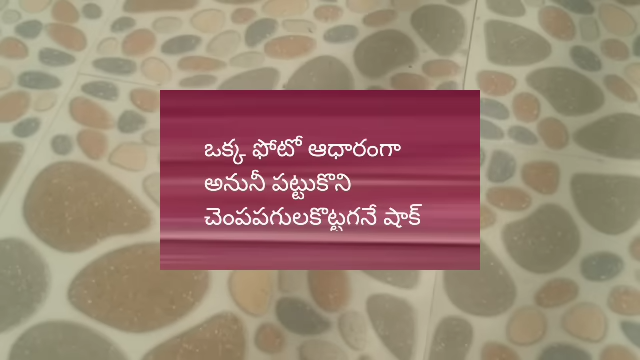 ఒక్క ఫోటో ఆధారంగా
అనునీ పట్టుకొని
చెంపపగులకొట్టగనే షాక్